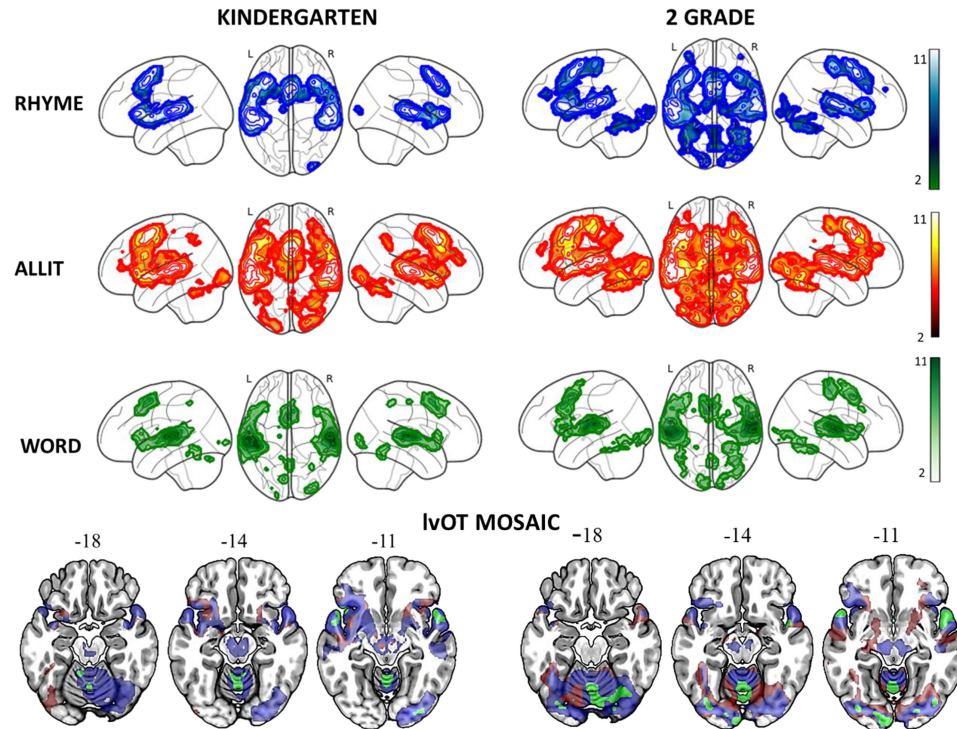 KINDERGARTEN
2 GRADE
L R
L R
RHYME
11
2
L R
L R
ALLIT
11
2
L R
L R
WORD
11
2
lvOT MOSAIC
-18 -14 -11
-18 -14 -11